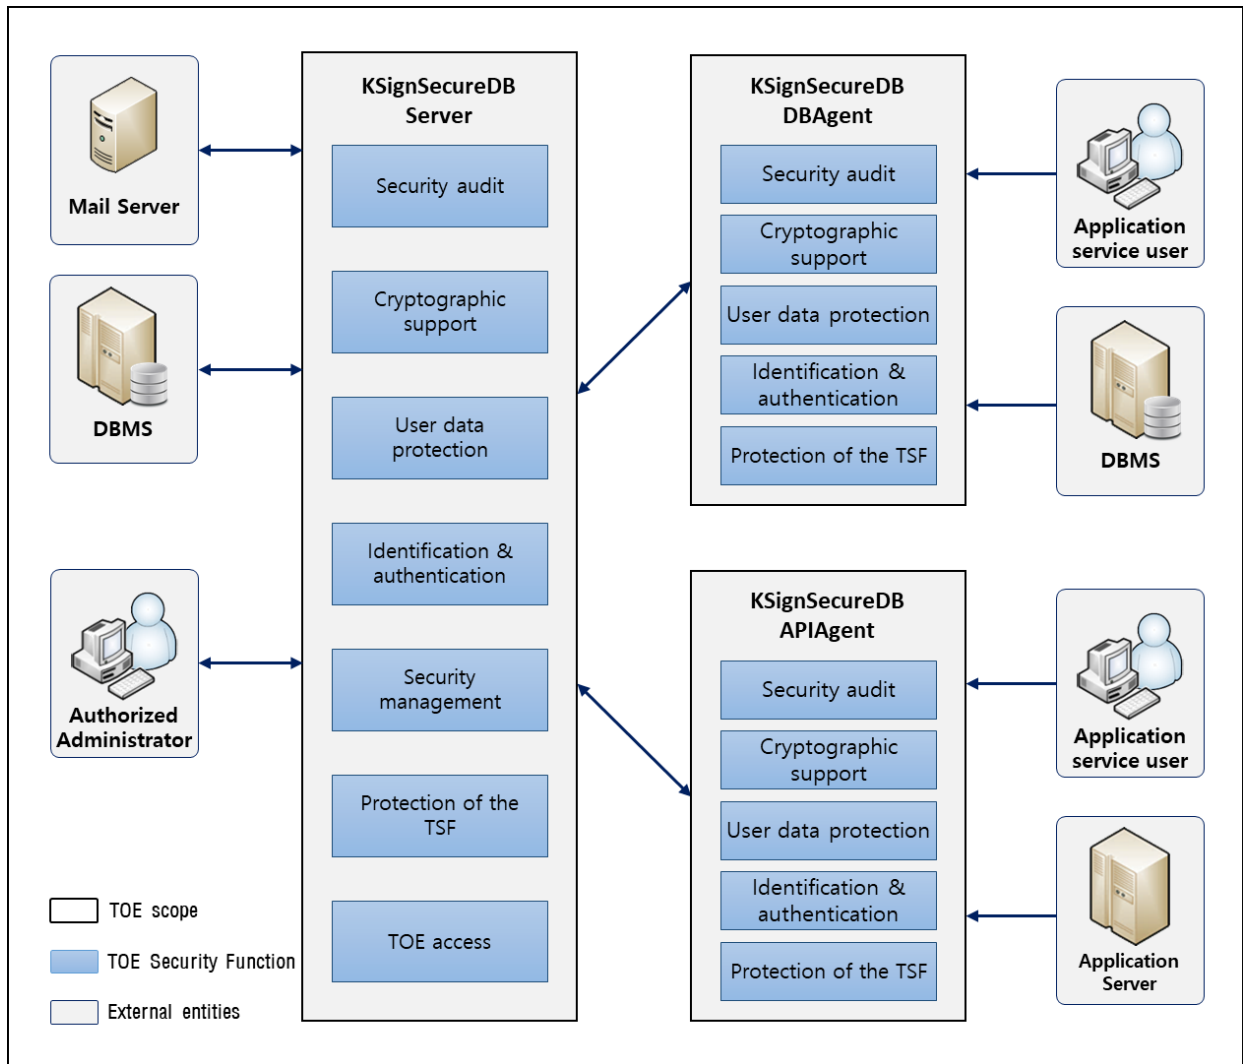 Mail Server
DBMS
Authorized
Administrator
TOE scope
TOE Security Function
External entities
KSignSecureDB
Server
Security audit
Cryptographic
support
User data
protection
Identification &
authentication
Security
management
Protection of the
TSF
TOE access
KSignSecureDB
DBAgent
Security audit
Cryptographic
support
User data protection
Identification &
authentication
Protection of the TSF
KSignSecureDB
APIAgent
Security audit
Cryptographic
support
User data protection
Identification &
authentication
Protection of the TSF
Application
service user
DBMS
Application
service user
Application
Server